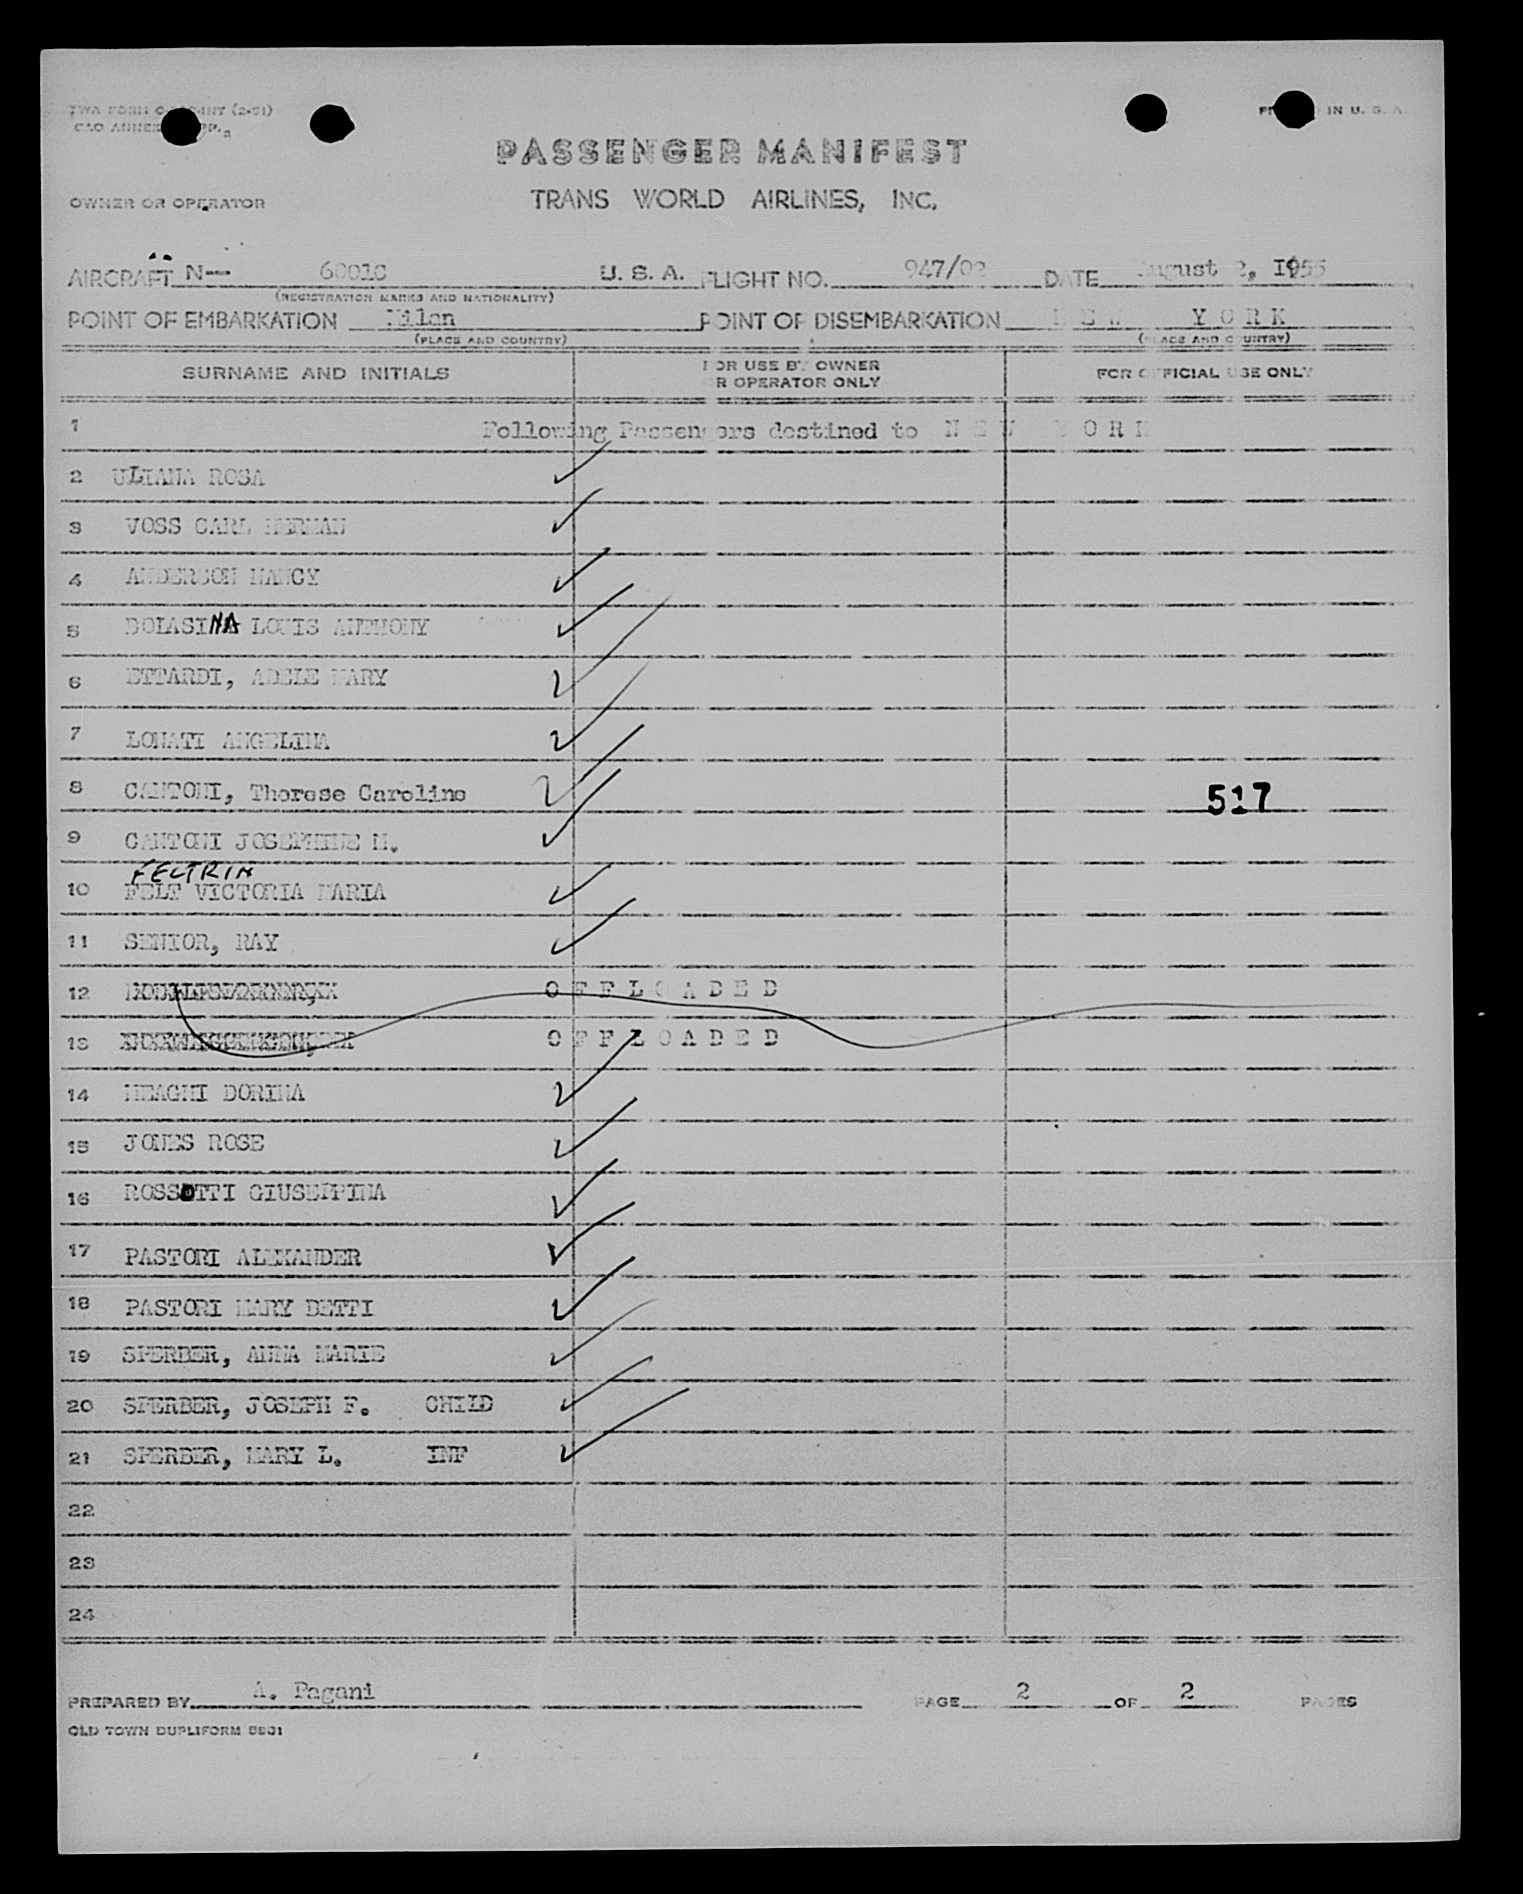 PASSENGER MANIFEST
OWNER OR OPERATOR TRANS WORLD AIRLINES, INC.
AIRCRAFT N-- 6001C U. S. A. FLIGHT NO. 947/02 DATE August 2, 1955
(REGISTRATION MARKS AND NATIONALITY)
POINT OF EMBARKATION Milan POINT OF DISEMBARKATION NEW YORK
(PLACE AND COUNTRY) (PLACE AND COUNTRY)
SURNAME AND INITIALS FOR USE BY OWNER OR OPERATOR ONLY FOR OFFICIAL USE ONLY
1 Following Passengers destined to NEW YORK
2 ULIANA ROSA
3 VOSS CARL HERMAN
4 ANDERSON NANCY
5 BOLASINA LOUIS ANTHONY
6 ETTARDI, ADELE MARY
7 LONATI ANGELINA
8 CANTONI, Therese Caroline 517
9 CANTONI JOSEPHINE M.
FELTRIN
10 FELT VICTORIA MARIA
11 SENIOR, RAY
12 OFFLOADED
13 OFFLOADED
14 MEAGHI DORINA
15 JONES ROSE
16 ROSSOTTI GIUSEPPINA
17 PASTORI ALEXANDER
18 PASTORI MARY DETTI
19 SPERBER, ANNA MARIE
20 SPERBER, JOSEPH F. CHILD
21 SPERBER, MARY L. INF
22
23
24
PREPARED BY A. Pagani PAGE 2 OF 2 PAGES
OLD TOWN DUPLIFORM